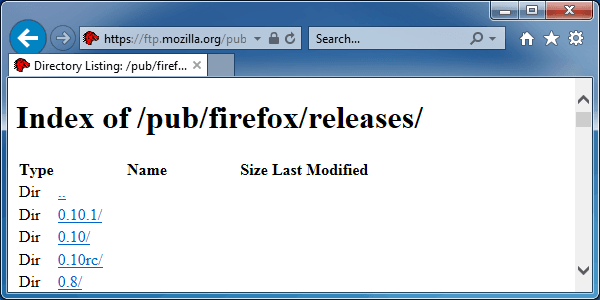 https://ftp.mozilla.org/pub
Search...
Directory Listing: /pub/firef...
Index of /pub/firefox/releases/
Type Name Size Last Modified
Dir ..
Dir 0.10.1/
Dir 0.10/
Dir 0.10rc/
Dir 0.8/